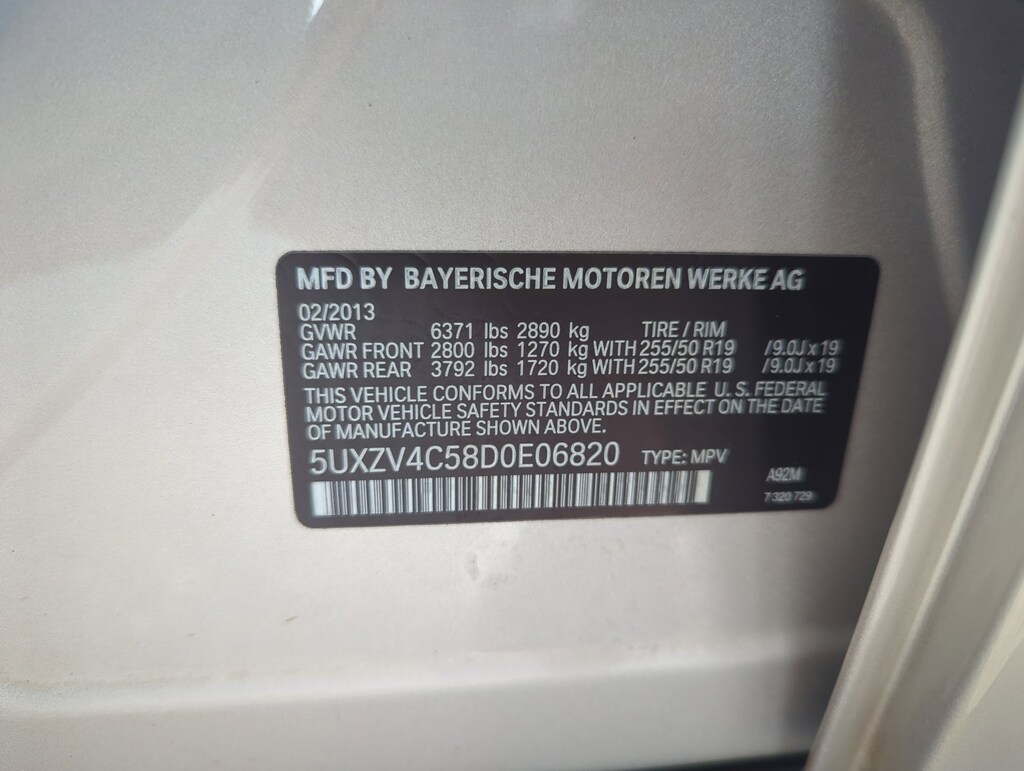 MFD BY BAYERISCHE MOTOREN WERKE AG
02/2013
GVWR 6371 lbs 2890 kg TIRE / RIM
GAWR FRONT 2800 lbs 1270 kg WITH 255/50 R19 /9.0J x 19
GAWR REAR 3792 lbs 1720 kg WITH 255/50 R19 /9.0J x 19
THIS VEHICLE CONFORMS TO ALL APPLICABLE U. S. FEDERAL
MOTOR VEHICLE SAFETY STANDARDS IN EFFECT ON THE DATE
OF MANUFACTURE SHOWN ABOVE.
5UXZV4C58D0E06820 TYPE: MPV
A92M
7 320 729